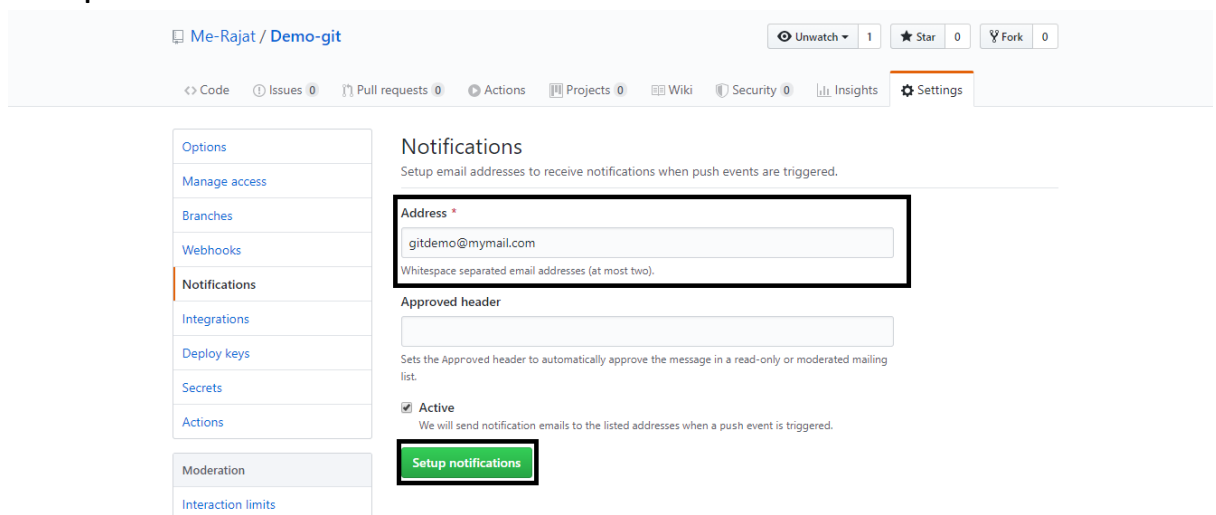 Me-Rajat / Demo-git
Unwatch 1 Star 0 Fork 0
Code Issues 0 Pull requests 0 Actions Projects 0 Wiki Security 0 Insights Settings
Options
Manage access
Branches
Webhooks
Notifications
Integrations
Deploy keys
Secrets
Actions
Moderation
Interaction limits
Notifications
Setup email addresses to receive notifications when push events are triggered.
Address *
gitdemo@mymail.com
Whitespace separated email addresses (at most two).
Approved header
Sets the Approved header to automatically approve the message in a read-only or moderated mailing
list.
Active
We will send notification emails to the listed addresses when a push event is triggered.
Setup notifications